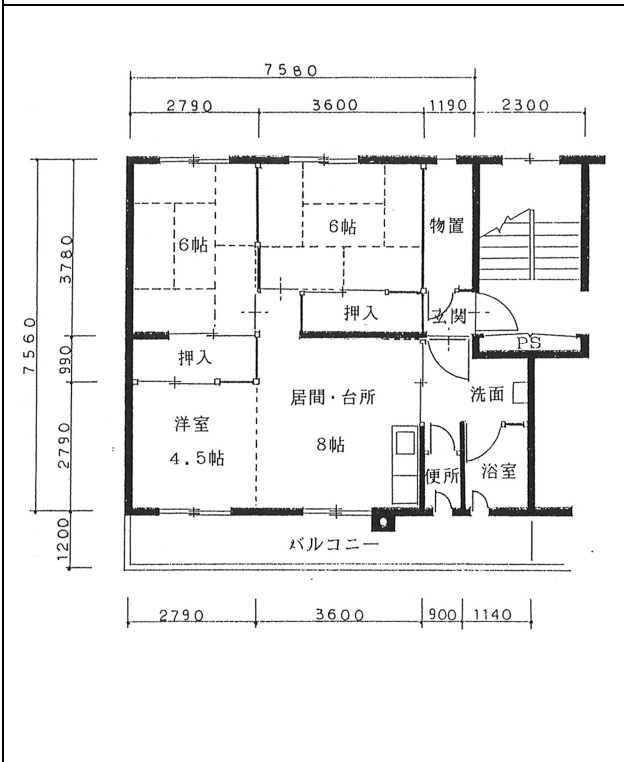 7580
2790
3600
1190
2300
6帖
6帖
物置
3780
7560
押入
玄関
PS
990
押入
居間・台所
洗面
洋室
2790
4.5帖
8帖
便所
浴室
1200
バルコニー
2790
3600
900
1140